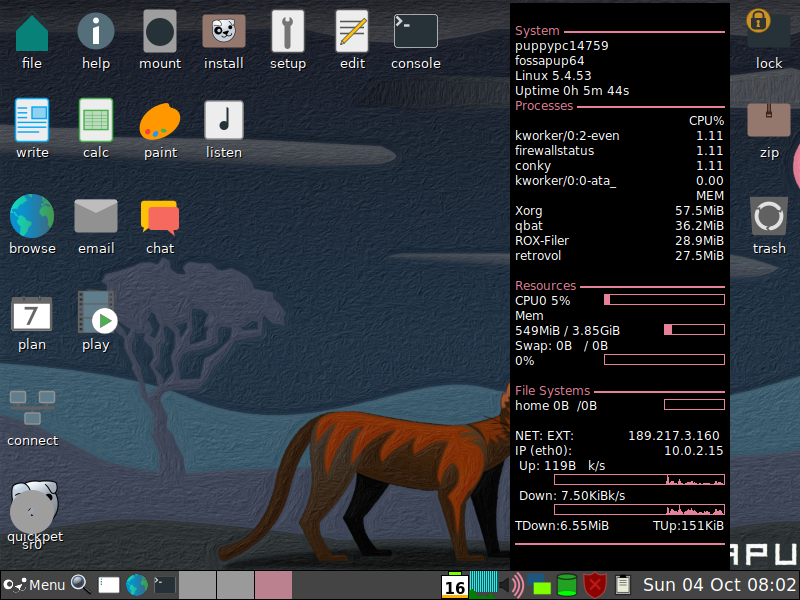 file help mount install setup edit console
write calc paint listen
browse email chat
7
plan play
connect
quickpet
sr0
System
puppypc14759
fossapup64
Linux 5.4.53
Uptime 0h 5m 44s
Processes
CPU%
kworker/0:2-even 1.11
firewallstatus 1.11
conky 1.11
kworker/0:0-ata_ 0.00
MEM
Xorg 57.5MiB
qbat 36.2MiB
ROX-Filer 28.9MiB
retrovol 27.5MiB
Resources
CPU0 5%
Mem
549MiB / 3.85GiB
Swap: 0B / 0B
0%
File Systems
home 0B /0B
NET: EXT: 189.217.3.160
IP (eth0): 10.0.2.15
Up: 119B k/s
Down: 7.50KiBk/s
TDown:6.55MiB TUp:151KiB
lock
zip
trash
APU
Menu 16 Sun 04 Oct 08:02